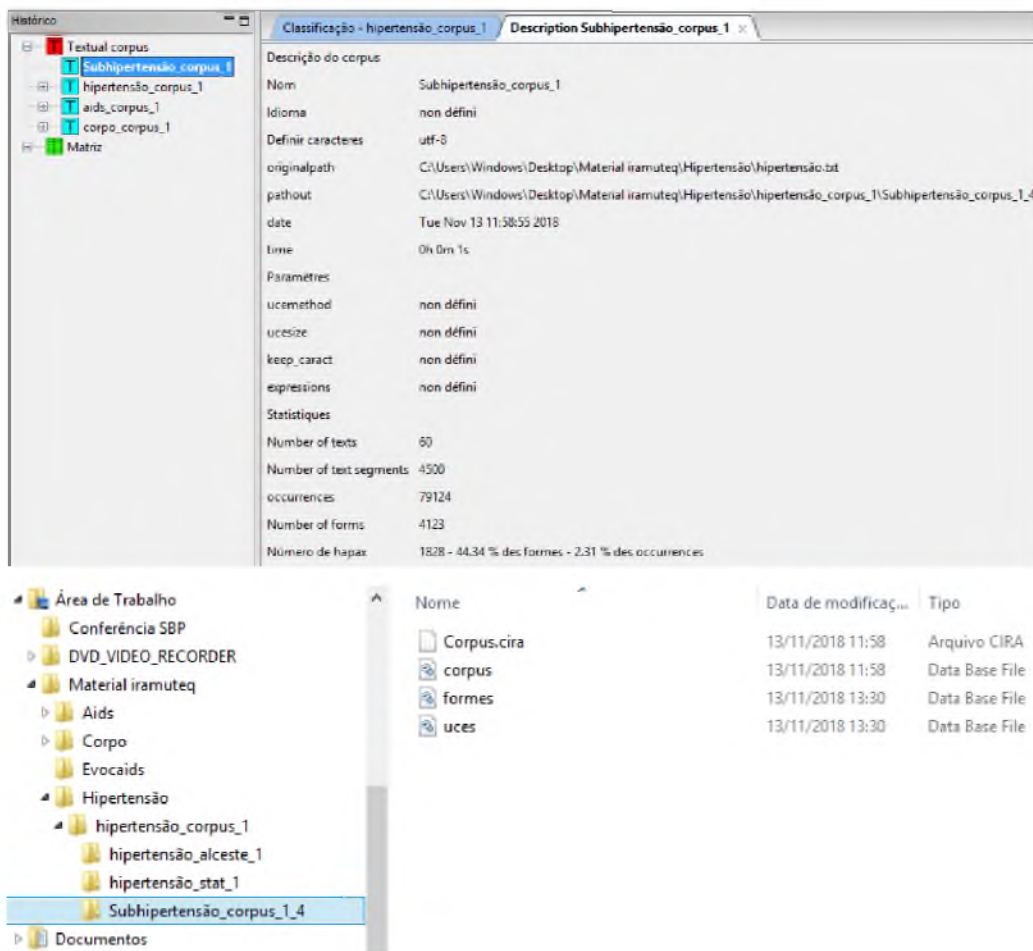 Histórico
Textual corpus
Subhipertensão_corpus_1
hipertensão_corpus_1
aids_corpus_1
corpo_corpus_1
Matriz
Classificação - hipertensão_corpus_1
Description Subhipertensão_corpus_1
Descrição do corpus
Nom Subhipertensão_corpus_1
Idioma non défini
Definir caracteres utf-8
originalpath C:\Users\Windows\Desktop\Material iramuteq\Hipertensão\hipertensão.txt
pathout C:\Users\Windows\Desktop\Material iramuteq\Hipertensão\hipertensão_corpus_1\Subhipertensão_corpus_1_4
date Tue Nov 13 11:58:55 2018
time 0h 0m 1s
Paramètres
ucemethod non défini
ucesize non défini
keep_caract non défini
expressions non défini
Statistiques
Number of texts 60
Number of text segments 4500
occurrences 79124
Number of forms 4123
Número de hapax 1828 - 44.34 % des formes - 2.31 % des occurrences
Área de Trabalho
Conferência SBP
DVD_VIDEO_RECORDER
Material iramuteq
Aids
Corpo
Evocaids
Hipertensão
hipertensão_corpus_1
hipertensão_alceste_1
hipertensão_stat_1
Subhipertensão_corpus_1_4
Documentos
Nome Data de modificaç... Tipo
Corpus.cira 13/11/2018 11:58 Arquivo CIRA
corpus 13/11/2018 11:58 Data Base File
formes 13/11/2018 13:30 Data Base File
uces 13/11/2018 13:30 Data Base File